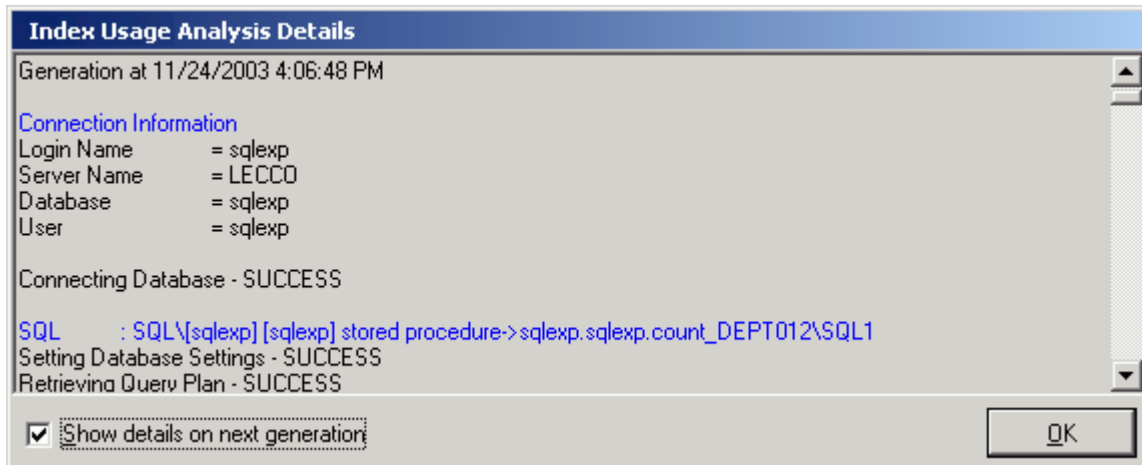 Index Usage Analysis Details
Generation at 11/24/2003 4:06:48 PM
Connection Information
Login Name = sqlexp
Server Name = LECCO
Database = sqlexp
User = sqlexp
Connecting Database - SUCCESS
SQL : SQL\[sqlexp] [sqlexp] stored procedure->sqlexp.sqlexp.count_DEPT012\SQL1
Setting Database Settings - SUCCESS
Retrieving Query Plan - SUCCESS
Show details on next generation
OK